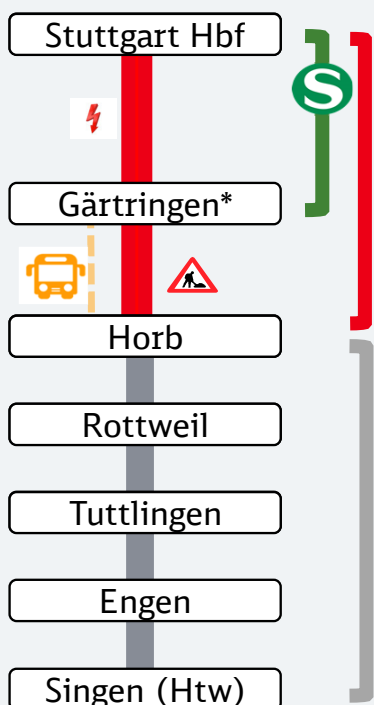 Stuttgart Hbf
S
Gärtringen*
Horb
Rottweil
Tuttlingen
Engen
Singen (Htw)